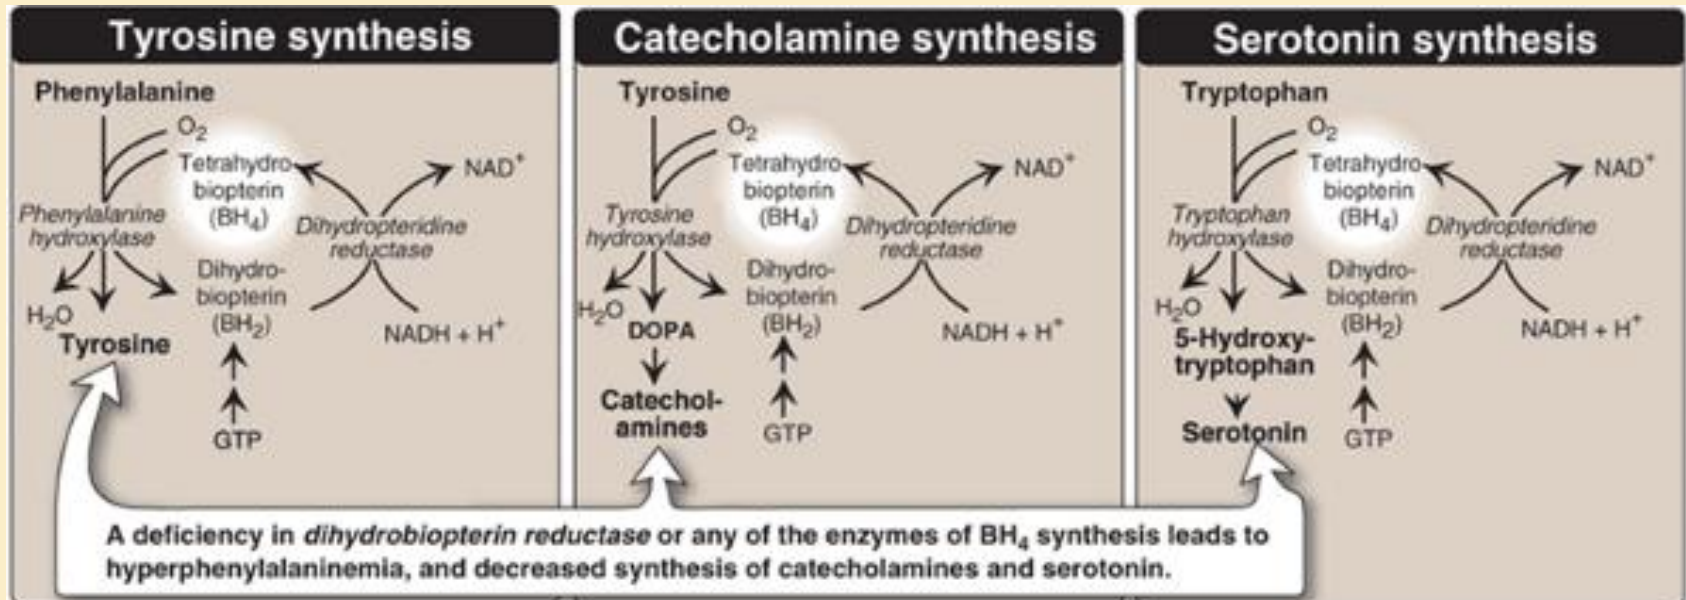 Tyrosine synthesis
Phenylalanine
O₂
Tetrahydro-
biopterin
(BH₄)
NAD⁺
Phenylalanine
hydroxylase
Dihydropteridine
reductase
H₂O
Tyrosine
Dihydro-
biopterin
(BH₂)
NADH + H⁺
GTP
Catecholamine synthesis
Tyrosine
O₂
Tetrahydro-
biopterin
(BH₄)
NAD⁺
Tyrosine
hydroxylase
Dihydropteridine
reductase
H₂O
DOPA
Dihydro-
biopterin
(BH₂)
NADH + H⁺
Catechol-
amines
GTP
Serotonin synthesis
Tryptophan
O₂
Tetrahydro-
biopterin
(BH₄)
NAD⁺
Tryptophan
hydroxylase
Dihydropteridine
reductase
H₂O
5-Hydroxy-
tryptophan
Dihydro-
biopterin
(BH₂)
NADH + H⁺
Serotonin
GTP
A deficiency in dihydrobiopterin reductase or any of the enzymes of BH₄ synthesis leads to
hyperphenylalaninemia, and decreased synthesis of catecholamines and serotonin.